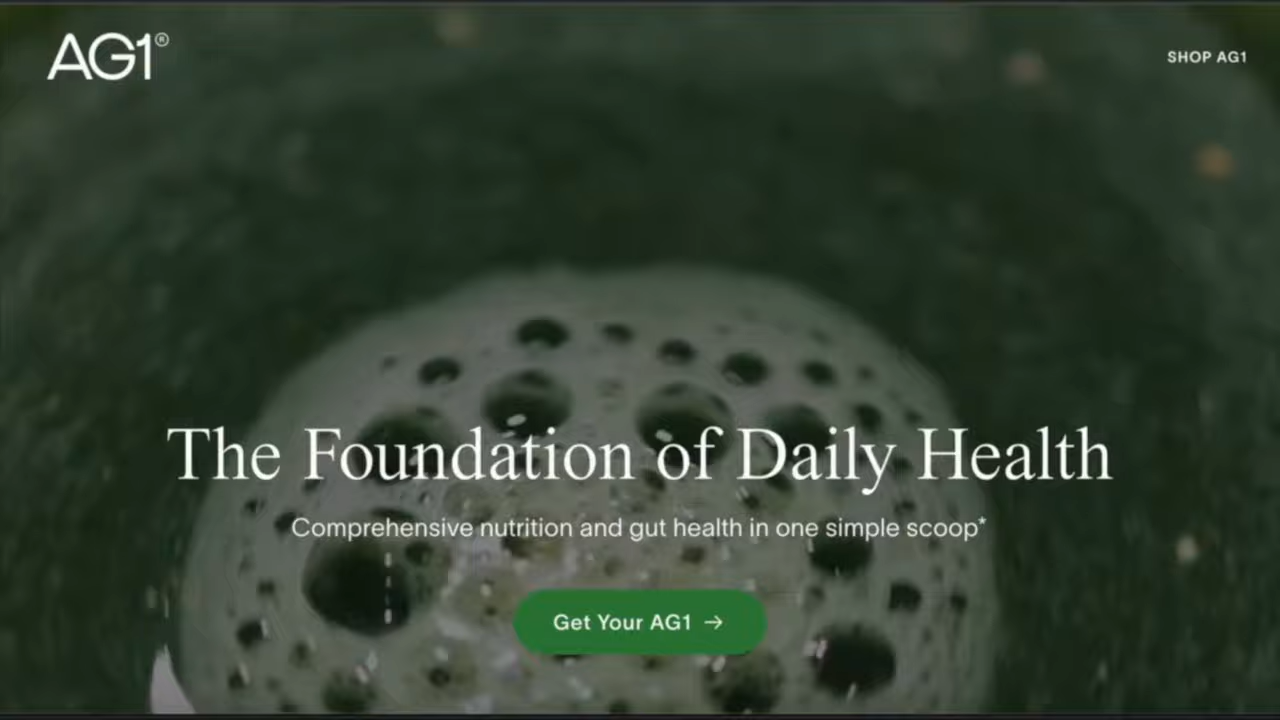 AG1®
SHOP AG1
The Foundation of Daily Health
Comprehensive nutrition and gut health in one simple scoop*
Get Your AG1 →